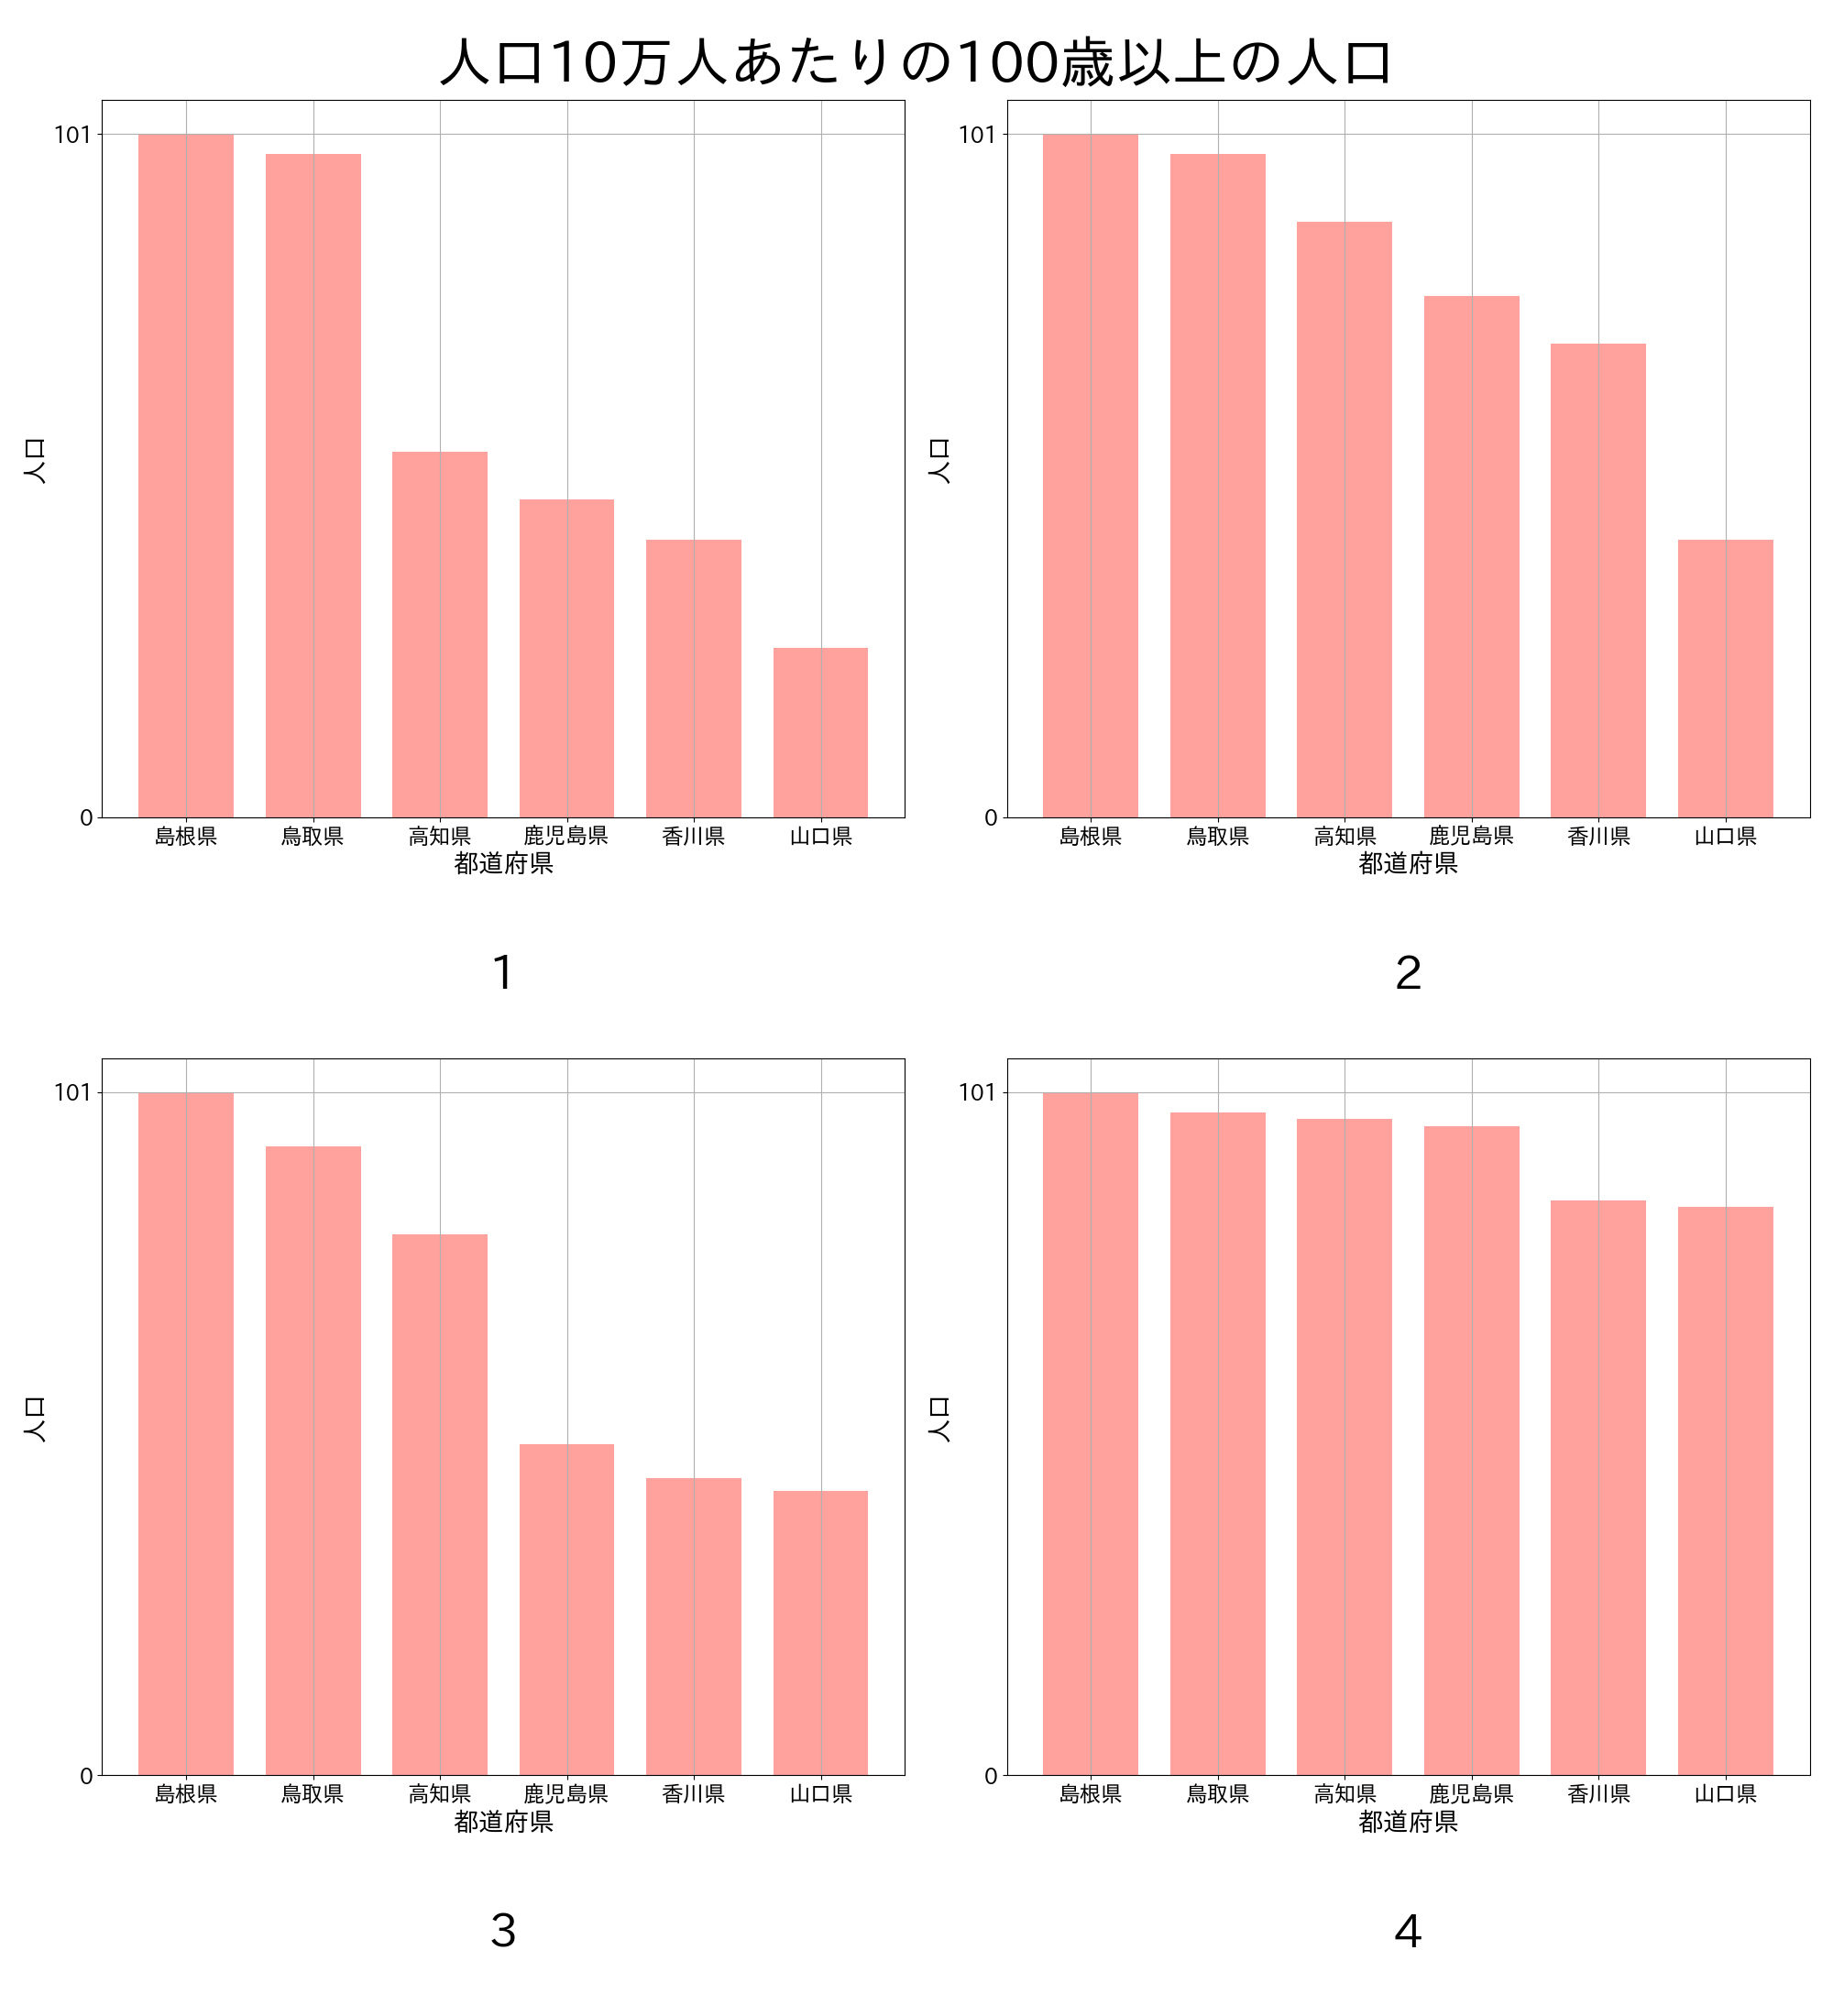 人口10万人あたりの100歳以上の人口
101
0
人口
島根県 鳥取県 高知県 鹿児島県 香川県 山口県
都道府県
1
101
0
人口
島根県 鳥取県 高知県 鹿児島県 香川県 山口県
都道府県
2
101
0
人口
島根県 鳥取県 高知県 鹿児島県 香川県 山口県
都道府県
3
101
0
人口
島根県 鳥取県 高知県 鹿児島県 香川県 山口県
都道府県
4